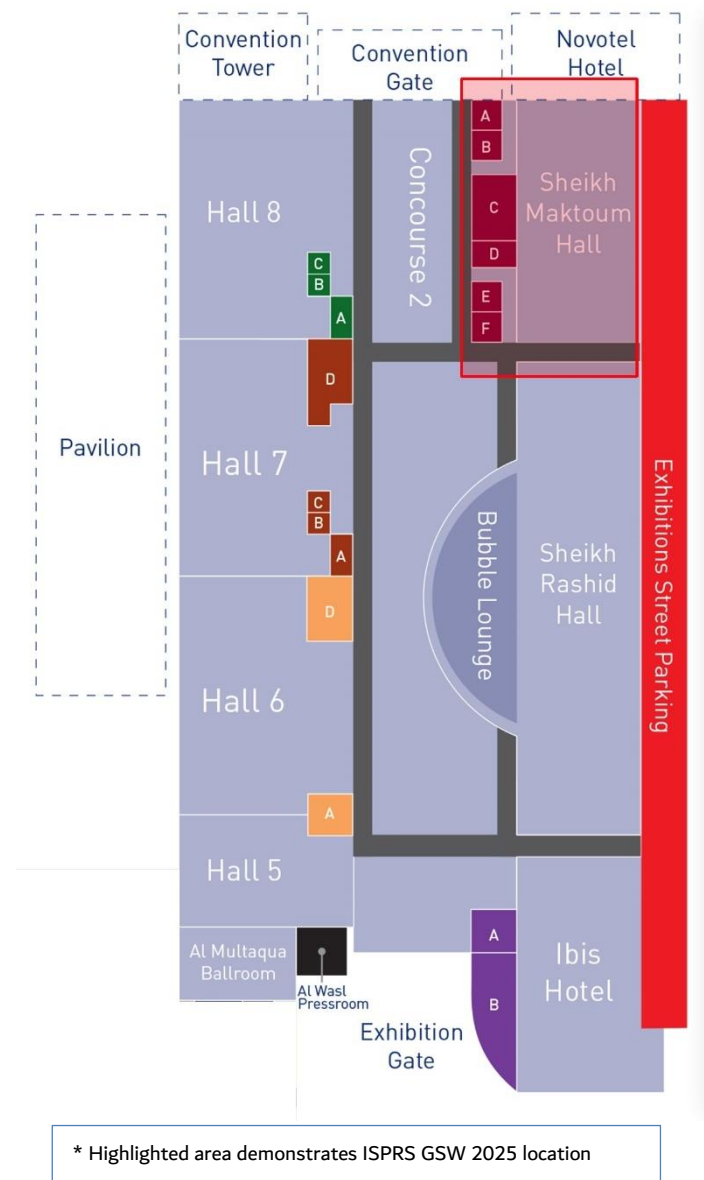 Convention
Tower
Convention
Gate
Novotel
Hotel
A
B
C
D
E
F
Sheikh
Maktoum
Hall
Concourse 2
Hall 8
C
B
A
D
Pavilion
Hall 7
C
B
A
D
Bubble Lounge
Sheikh
Rashid
Hall
Exhibitions Street Parking
Hall 6
A
Hall 5
Al Multaqua
Ballroom
Al Wasl
Pressroom
A
B
Ibis
Hotel
Exhibition
Gate
* Highlighted area demonstrates ISPRS GSW 2025 location